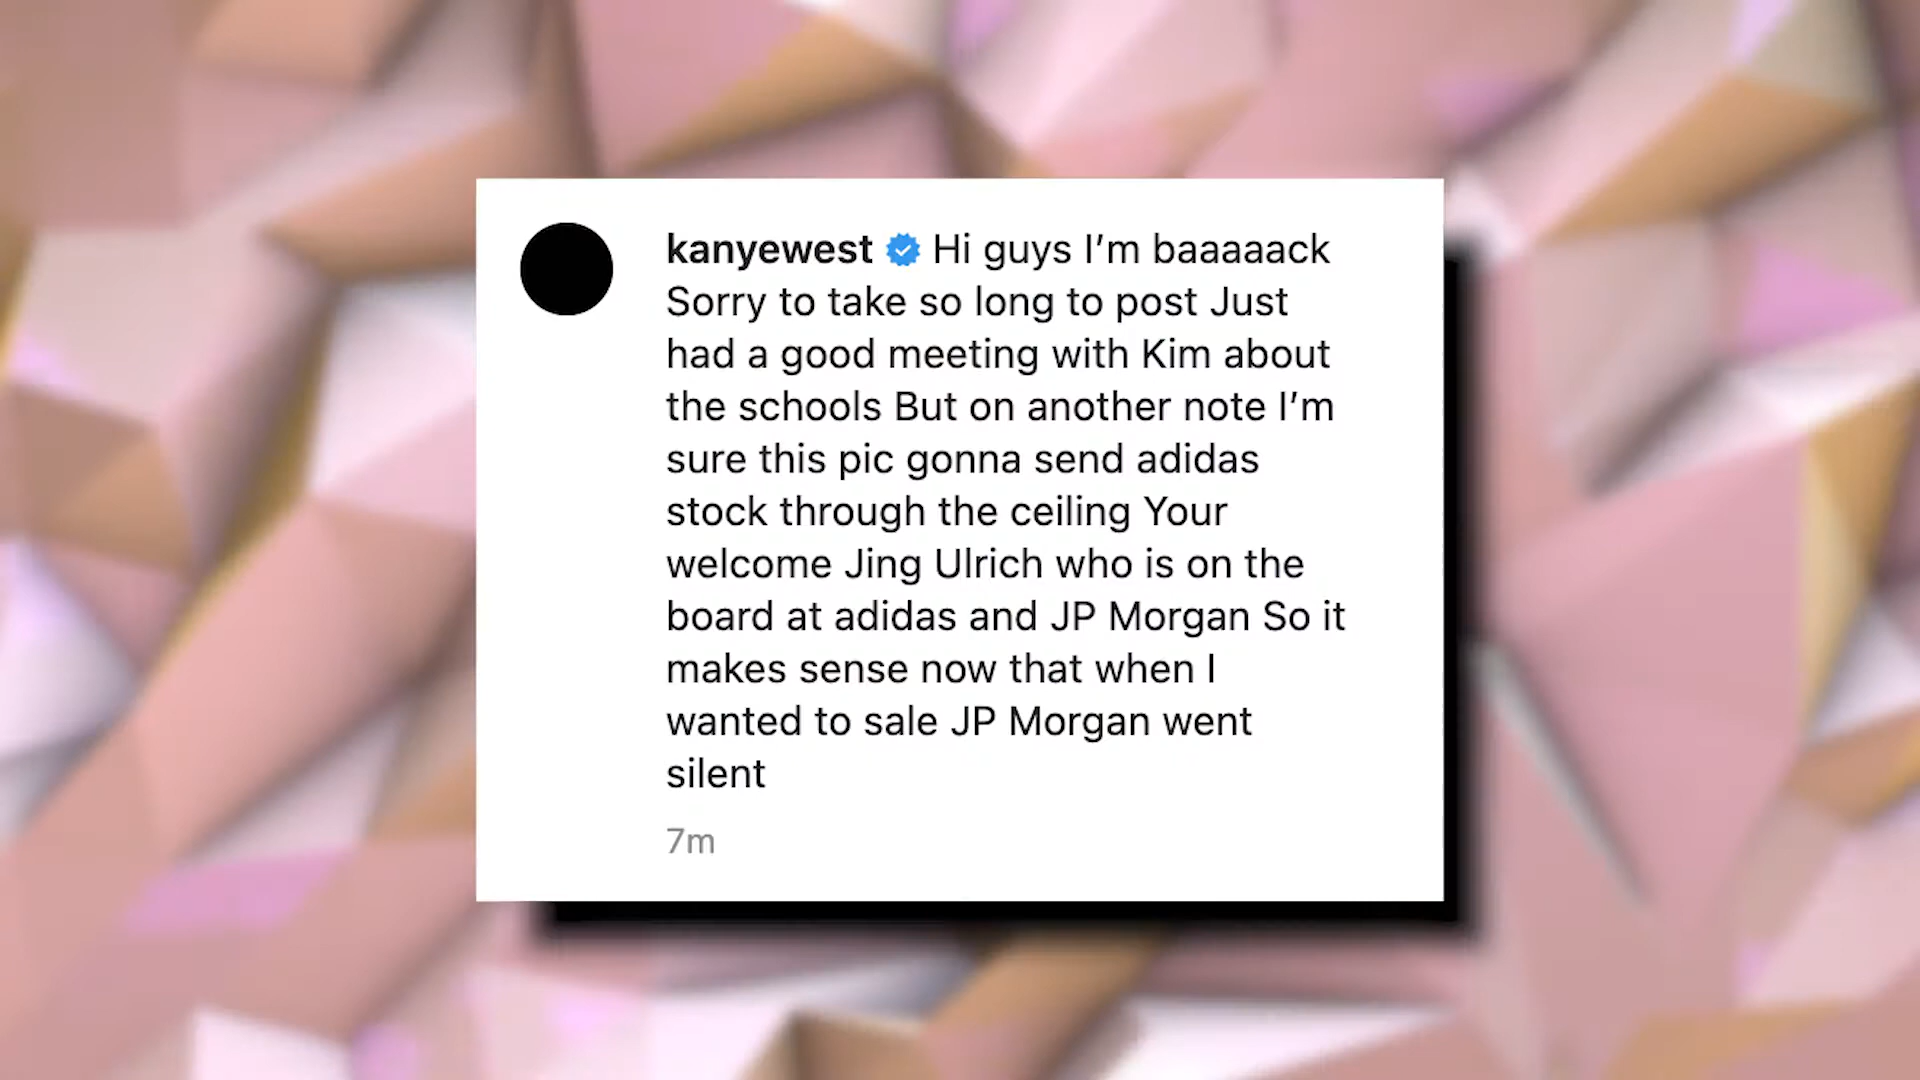 kanyewest Hi guys I’m baaaaack
Sorry to take so long to post Just
had a good meeting with Kim about
the schools But on another note I’m
sure this pic gonna send adidas
stock through the ceiling Your
welcome Jing Ulrich who is on the
board at adidas and JP Morgan So it
makes sense now that when I
wanted to sale JP Morgan went
silent
7m